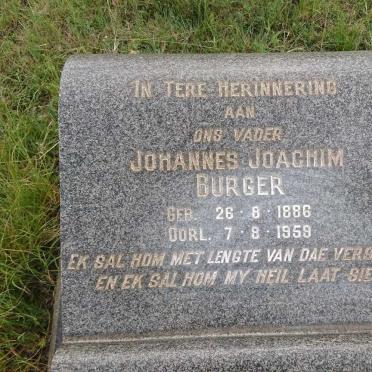 IN TERE HERINNERING
AAN
ONS VADER
JOHANNES JOACHIM
BURGER
GEB. 26·8·1886
OORL. 7·8·1959
EK SAL HOM MET LENGTE VAN DAE
EN EK SAL HOM MY HEIL LAAT SIE